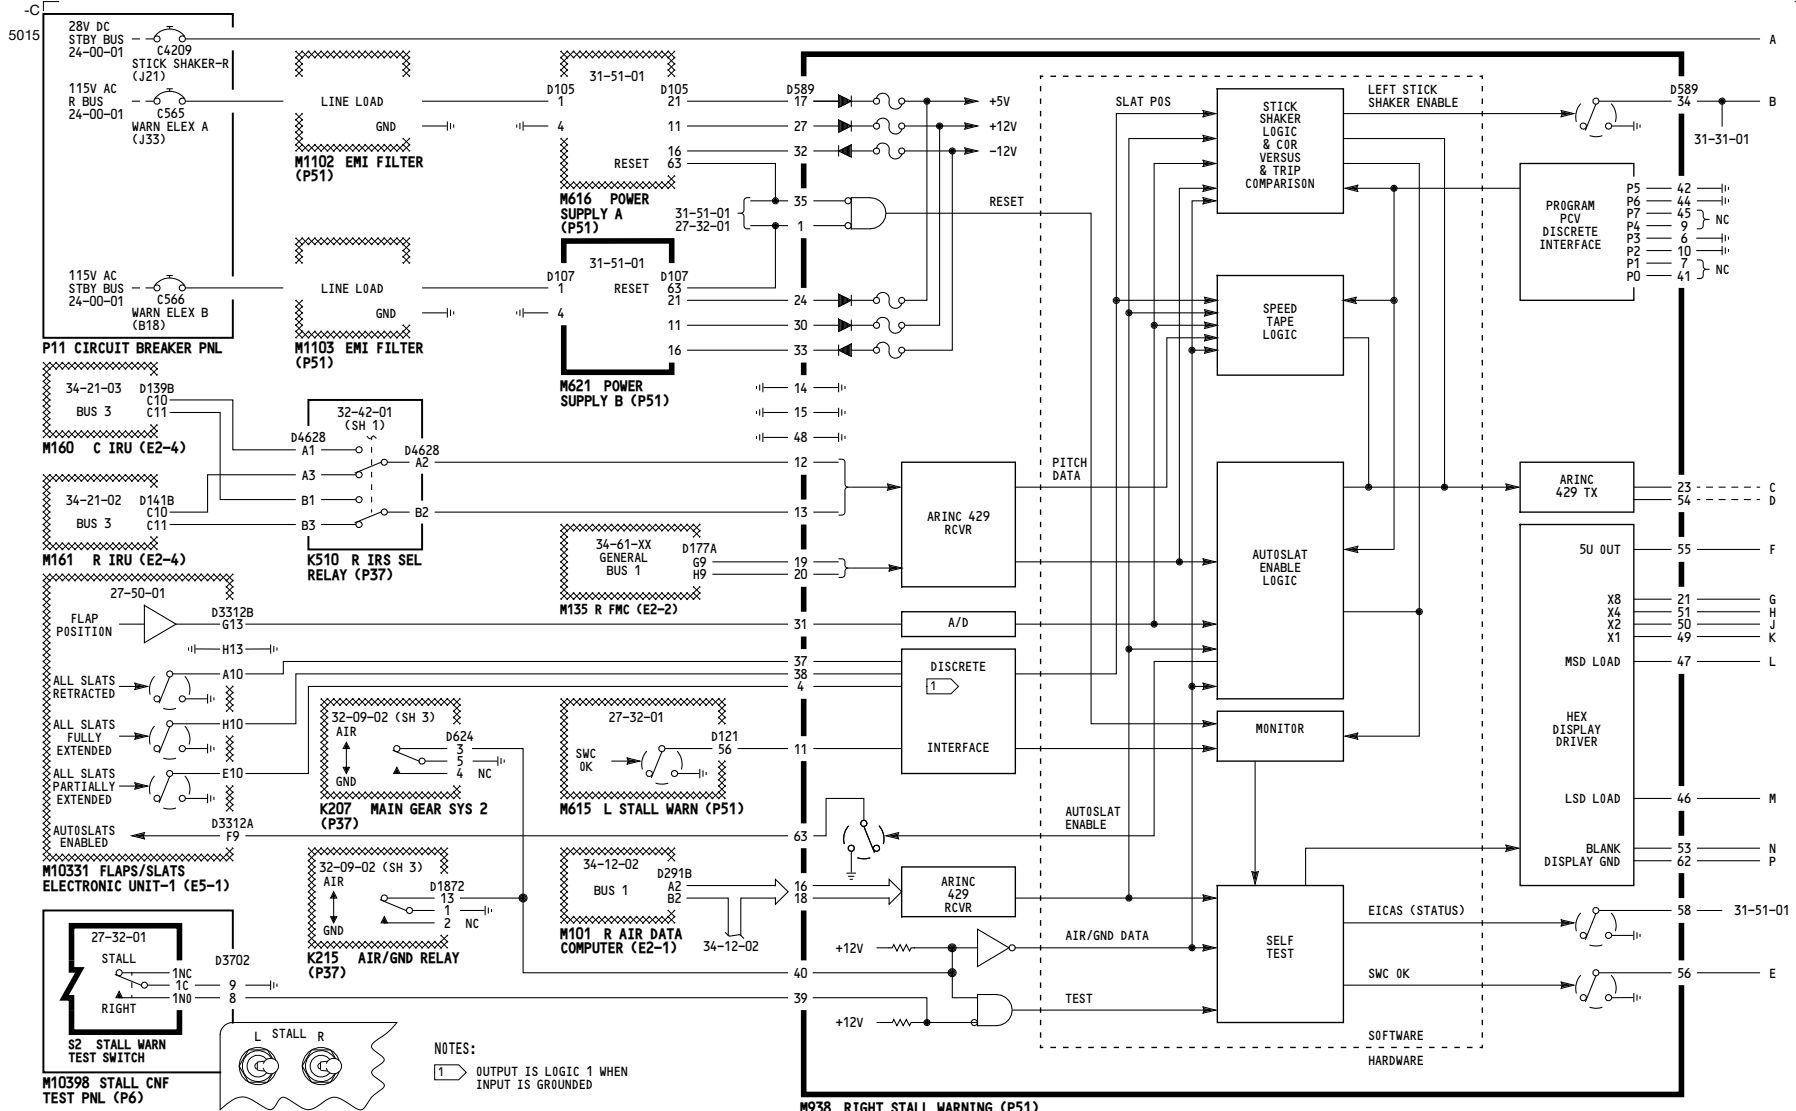 -C
5015
28V DC
STBY BUS
24-00-01
C4209
STICK SHAKER-R
(J21)
115V AC
R BUS
24-00-01
C565
WARN ELEX A
(J33)
115V AC
STBY BUS
24-00-01
C566
WARN ELEX B
(B18)
P11 CIRCUIT BREAKER PNL
LINE LOAD
GND
M1102 EMI FILTER
(P51)
LINE LOAD
GND
M1103 EMI FILTER
(P51)
31-51-01
D105
1
4
D105
21
11
16
RESET 63
M616 POWER
SUPPLY A
(P51)
31-51-01
27-32-01
31-51-01
D107
1
4
D107
RESET 63
21
11
16
M621 POWER
SUPPLY B (P51)
D589
17
27
32
35
1
24
30
33
14
15
48
12
13
19
20
31
37
38
4
11
63
16
18
40
39
+5V
+12V
-12V
RESET
34-21-03
BUS 3
D139B
C10
C11
M160 C IRU (E2-4)
34-21-02
BUS 3
D141B
C10
C11
M161 R IRU (E2-4)
32-42-01
(SH 1)
D4628
A1
A3
B1
B3
D4628
A2
B2
K510 R IRS SEL
RELAY (P37)
34-61-XX
GENERAL
BUS 1
D177A
G9
H9
M135 R FMC (E2-2)
27-50-01
FLAP
POSITION
D3312B
G13
H13
ALL SLATS
RETRACTED
A10
ALL SLATS
FULLY
EXTENDED
H10
ALL SLATS
PARTIALLY
EXTENDED
E10
AUTOSLATS
ENABLED
D3312A
F9
M10331 FLAPS/SLATS
ELECTRONIC UNIT-1 (E5-1)
32-09-02 (SH 3)
AIR
GND
D624
3
5
4 NC
K207 MAIN GEAR SYS 2
(P37)
27-32-01
SWC
OK
D121
56
M615 L STALL WARN (P51)
32-09-02 (SH 3)
AIR
GND
D1872
13
1
2 NC
K215 AIR/GND RELAY
(P37)
34-12-02
BUS 1
D291B
A2
B2
M101 R AIR DATA
COMPUTER (E2-1)
34-12-02
27-32-01
STALL
RIGHT
1NC
1C
1NO
D3702
9
8
S2 STALL WARN
TEST SWITCH
M10398 STALL CNF
TEST PNL (P6)
L STALL R
NOTES:
1 OUTPUT IS LOGIC 1 WHEN
INPUT IS GROUNDED
ARINC 429
RCVR
A/D
DISCRETE
1
INTERFACE
ARINC
429
RCVR
+12V
+12V
SLAT POS
PITCH
DATA
AUTOSLAT
ENABLE
AIR/GND DATA
TEST
STICK
SHAKER
LOGIC
& COR
VERSUS
& TRIP
COMPARISON
SPEED
TAPE
LOGIC
AUTOSLAT
ENABLE
LOGIC
MONITOR
SELF
TEST
LEFT STICK
SHAKER ENABLE
EICAS (STATUS)
SWC OK
SOFTWARE
HARDWARE
PROGRAM
PCV
DISCRETE
INTERFACE
P5 42
P6 44
P7 45
P4 9
NC
P3 6
P2 10
P1 7
P0 41
NC
ARINC
429 TX
HEX
DISPLAY
DRIVER
5U OUT
X8
X4
X2
X1
MSD LOAD
LSD LOAD
BLANK
DISPLAY GND
A
D589
34 B
31-31-01
23 C
54 D
55 F
21 G
51 H
50 J
49 K
47 L
46 M
53 N
62 P
58 31-51-01
56 E
M938 RIGHT STALL WARNING (P51)